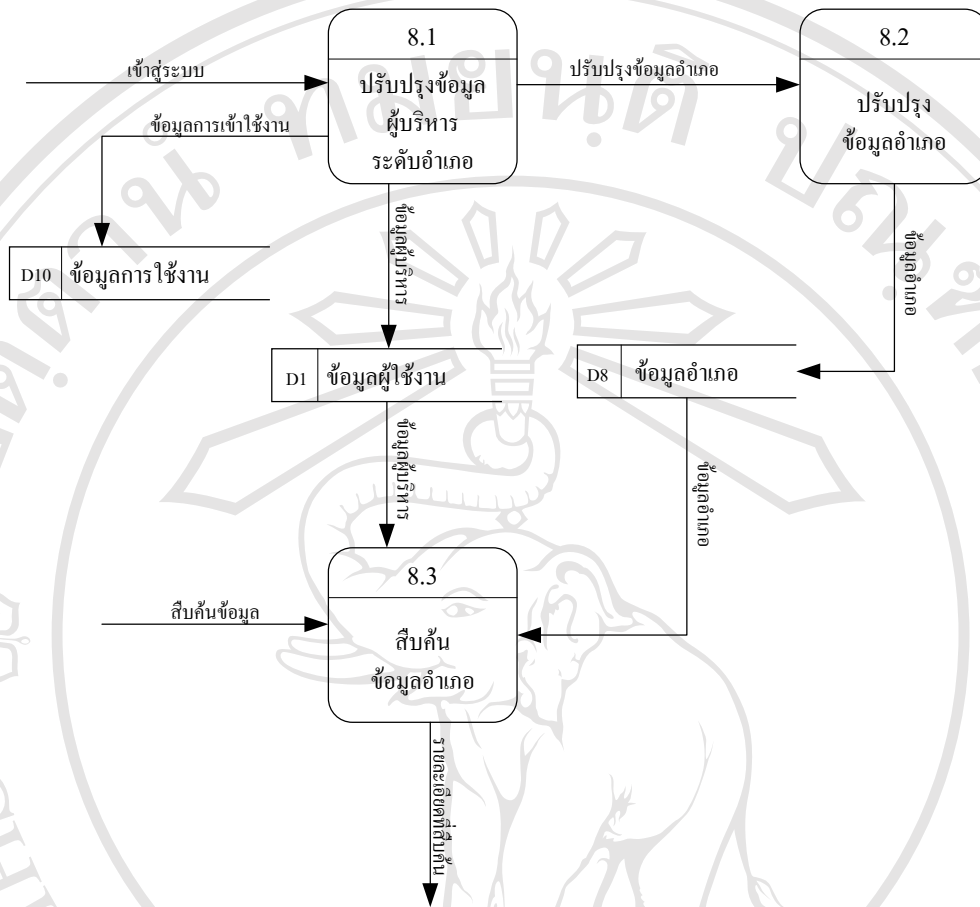 8.1
ปรับปรุงข้อมูล
ผู้บริหาร
ระดับอำเภอ
8.2
ปรับปรุง
ข้อมูลอำเภอ
เข้าสู่ระบบ
ปรับปรุงข้อมูลอำเภอ
ข้อมูลการเข้าใช้งาน
ข้อมูลผู้บริหาร
ข้อมูลอำเภอ
D10 ข้อมูลการใช้งาน
D1 ข้อมูลผู้ใช้งาน
D8 ข้อมูลอำเภอ
ข้อมูลผู้บริหาร
ข้อมูลอำเภอ
8.3
สืบค้น
ข้อมูลอำเภอ
สืบค้นข้อมูล
รายละเอียดที่สืบค้น